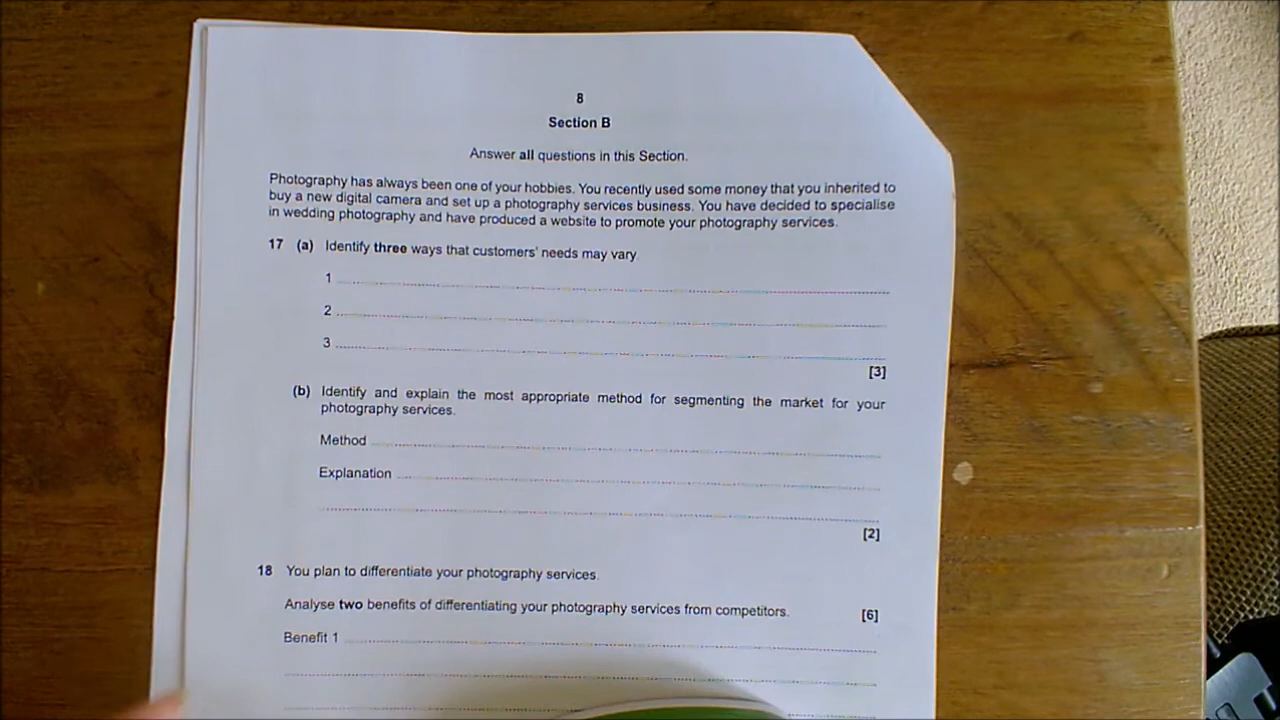 8
Section B
Answer all questions in this Section.
Photography has always been one of your hobbies. You recently used some money that you inherited to
buy a new digital camera and set up a photography services business. You have decided to specialise
in wedding photography and have produced a website to promote your photography services.
17 (a) Identify three ways that customers' needs may vary.
1
2
3
[3]
(b) Identify and explain the most appropriate method for segmenting the market for your
photography services.
Method
Explanation
[2]
18 You plan to differentiate your photography services.
Analyse two benefits of differentiating your photography services from competitors. [6]
Benefit 1